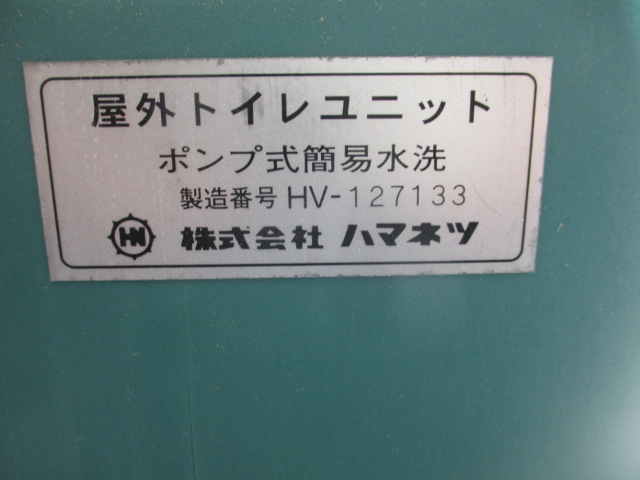 屋外トイレユニット
ポンプ式簡易水洗
製造番号 HV-127133
HN 株式会社 ハマネツ